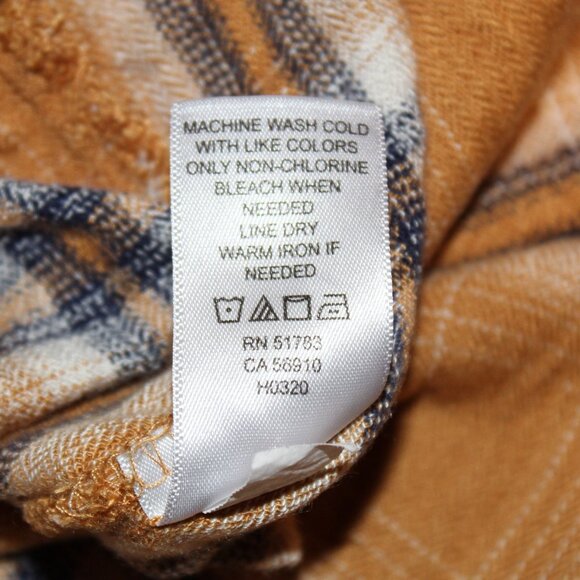 MACHINE WASH COLD
WITH LIKE COLORS
ONLY NON-CHLORINE
BLEACH WHEN
NEEDED
LINE DRY
WARM IRON IF
NEEDED
RN 51783
CA 56910
H0320